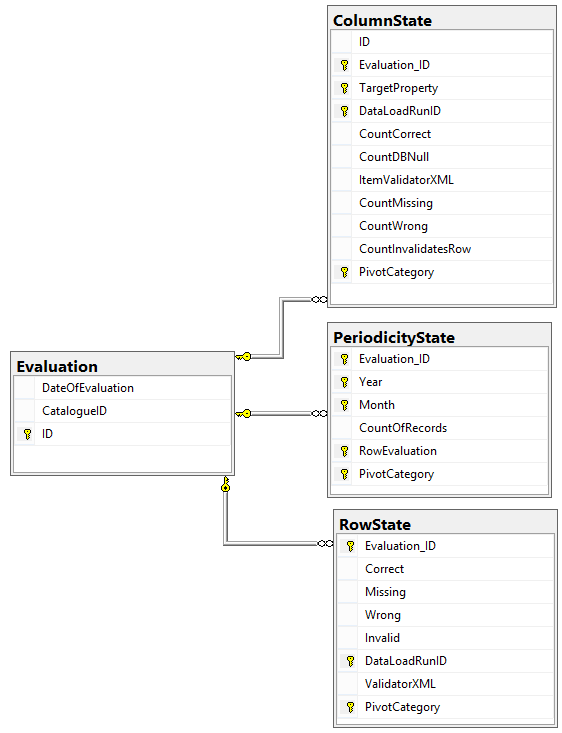 ColumnState
ID
Evaluation_ID
TargetProperty
DataLoadRunID
CountCorrect
CountDBNull
ItemValidatorXML
CountMissing
CountWrong
CountInvalidatesRow
PivotCategory
Evaluation
DateOfEvaluation
CatalogueID
ID
PeriodicityState
Evaluation_ID
Year
Month
CountOfRecords
RowEvaluation
PivotCategory
RowState
Evaluation_ID
Correct
Missing
Wrong
Invalid
DataLoadRunID
ValidatorXML
PivotCategory